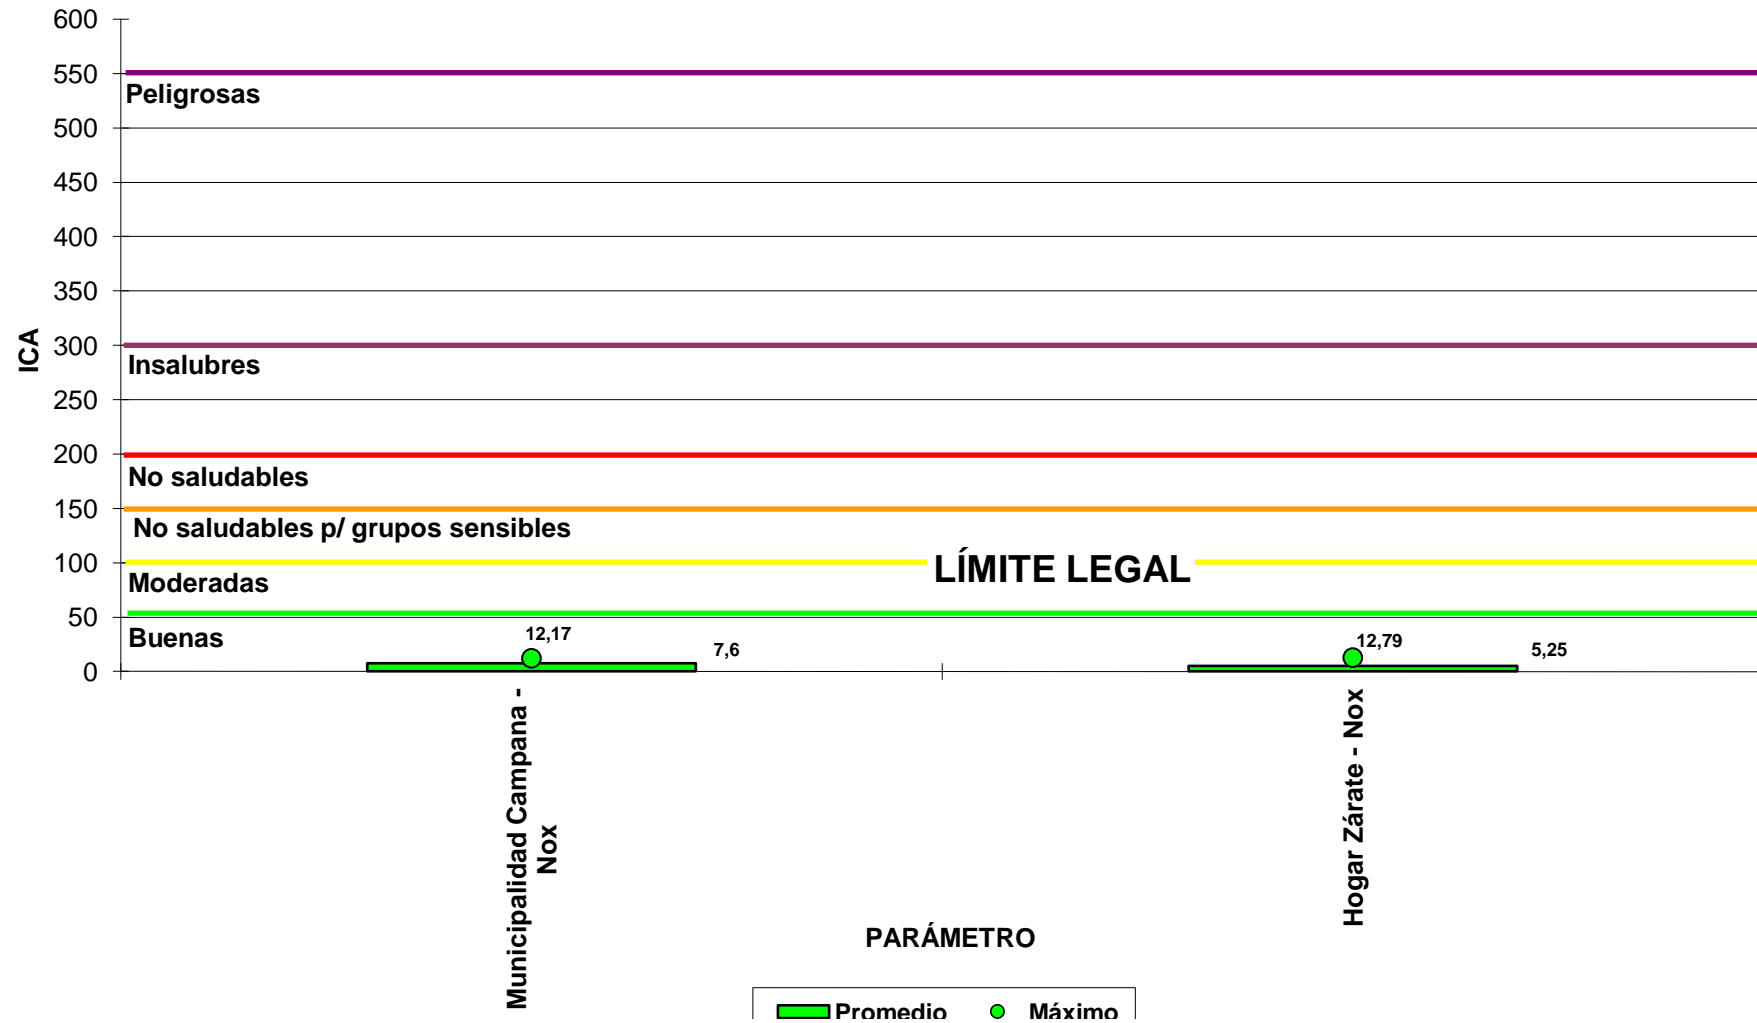 600
550
Peligrosas
500
450
400
350
ICA
300
Insalubres
250
200
No saludables
150
No saludables p/ grupos sensibles
100
LÍMITE LEGAL
Moderadas
50
Buenas
12,17
7,6
12,79
5,25
0
Municipalidad Campana -
Nox
Hogar Zárate - Nox
PARÁMETRO
Promedio
Máximo